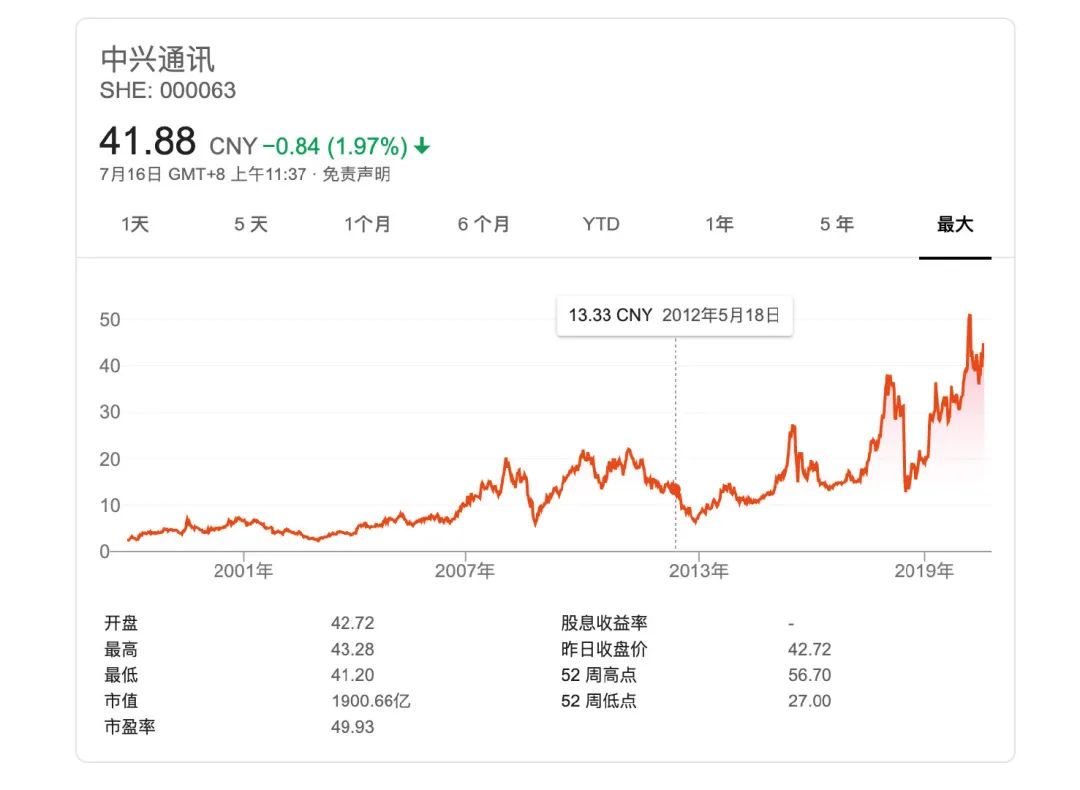 中兴通讯
SHE: 000063
41.88 CNY −0.84 (1.97%)
7月16日 GMT+8 上午11:37 · 免责声明
1天 5 天 1个月 6 个月 YTD 1年 5 年 最大
13.33 CNY 2012年5月18日
50
40
30
20
10
0
2001年 2007年 2013年 2019年
开盘 42.72 股息收益率 -
最高 43.28 昨日收盘价 42.72
最低 41.20 52 周高点 56.70
市值 1900.66亿 52 周低点 27.00
市盈率 49.93